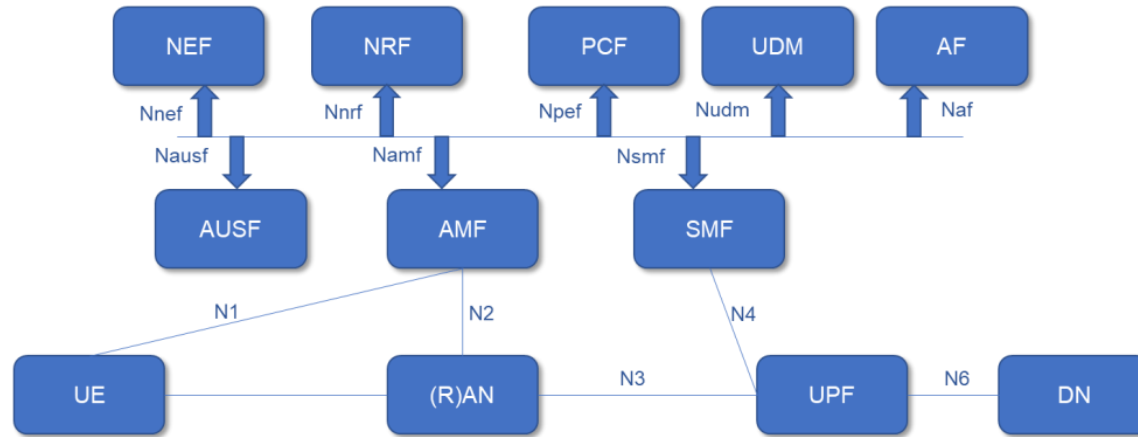 NEF
NRF
PCF
UDM
AF
Nnef
Nnrf
Npef
Nudm
Naf
Nausf
Namf
Nsmf
AUSF
AMF
SMF
N1
N2
N4
UE
(R)AN
N3
UPF
N6
DN